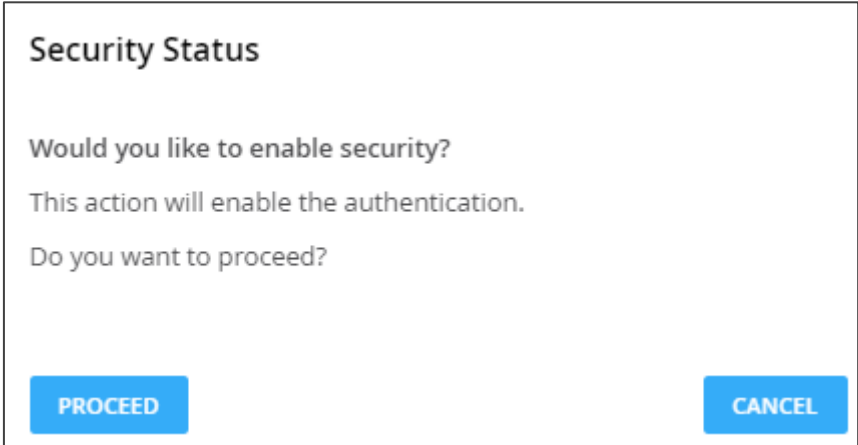 Security Status
Would you like to enable security?
This action will enable the authentication.
Do you want to proceed?
PROCEED
CANCEL